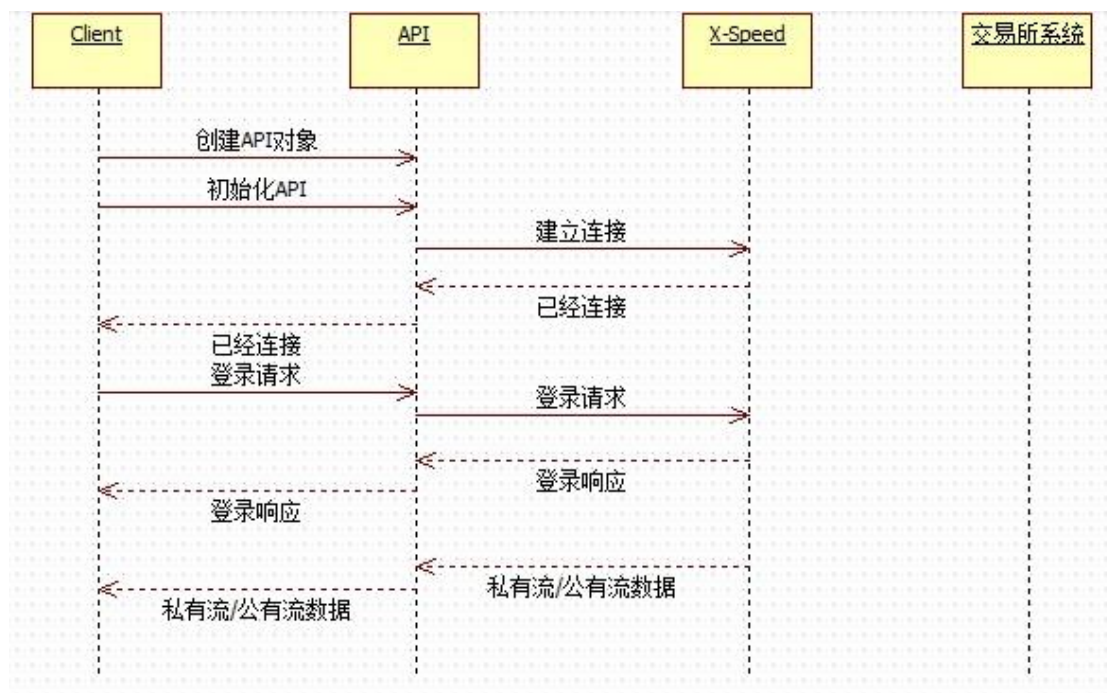 Client
API
X-Speed
交易所系统
创建API对象
初始化API
建立连接
已经连接
已经连接
登录请求
登录请求
登录响应
登录响应
私有流/公有流数据
私有流/公有流数据